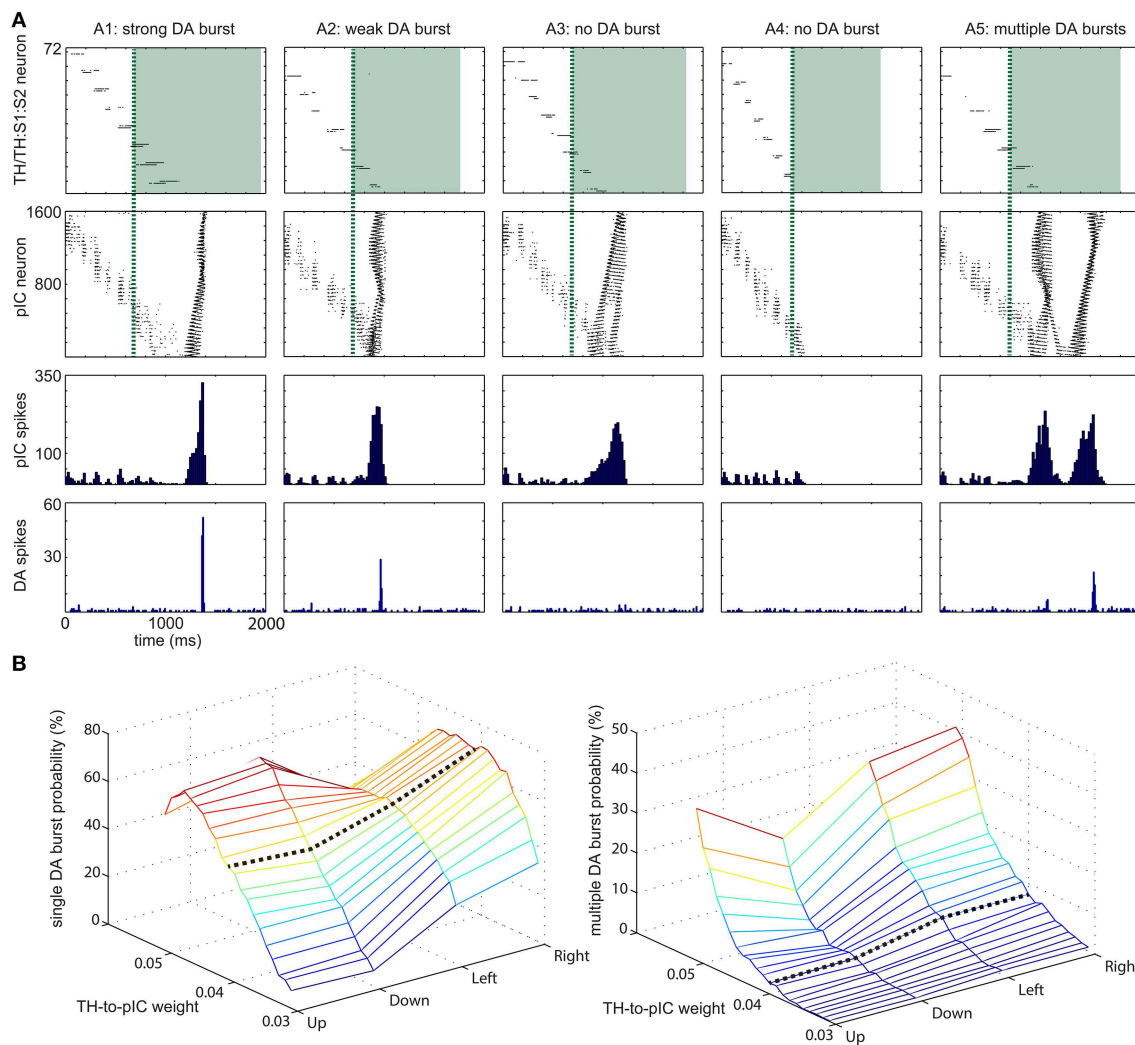 A
A1: strong DA burst
A2: weak DA burst
A3: no DA burst
A4: no DA burst
A5: muttiple DA bursts
TH/TH:S1:S2 neuron
72
pIC neuron
1600
800
pIC spikes
350
100
DA spikes
60
30
0
1000
2000
time (ms)
B
single DA burst probability (%)
80
60
40
20
0
0.05
0.04
0.03
TH-to-pIC weight
Up
Down
Left
Right
multiple DA burst probability (%)
50
40
30
20
10
0
0.05
0.04
0.03
TH-to-pIC weight
Up
Down
Left
Right